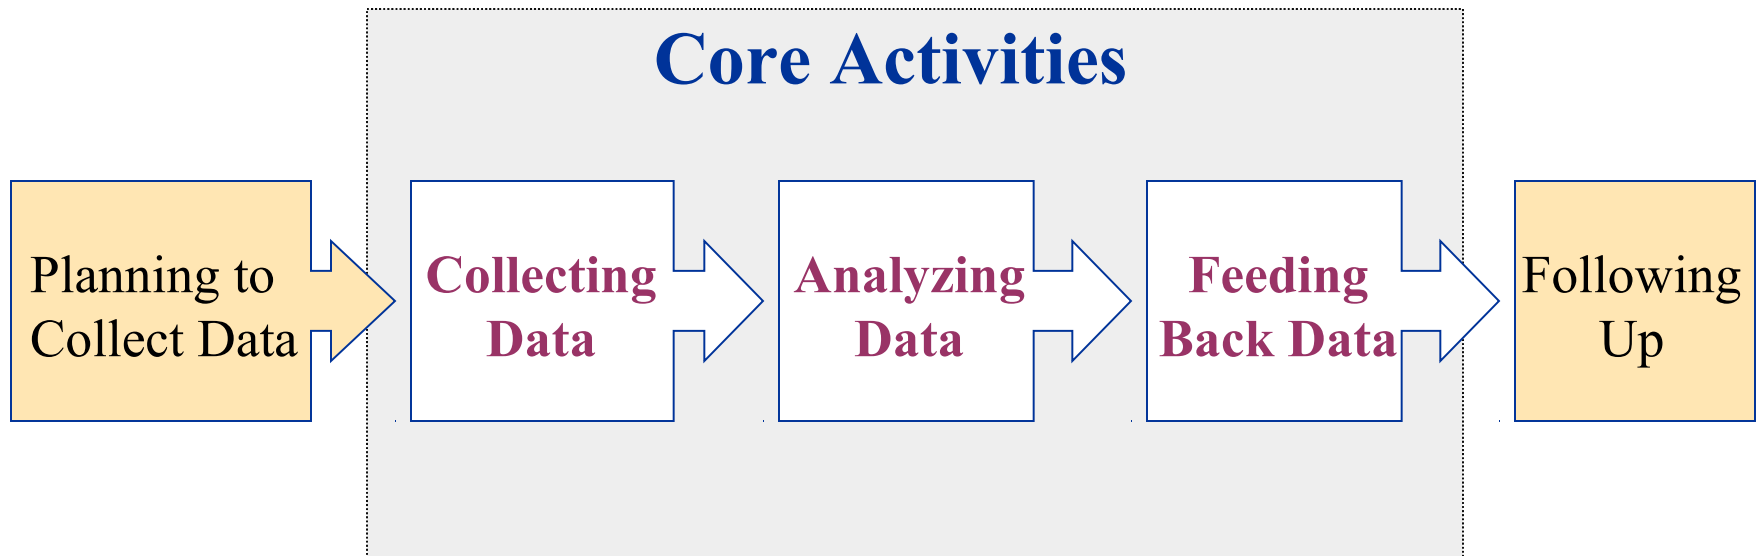 Core Activities
Planning to
Collect Data
Collecting
Data
Analyzing
Data
Feeding
Back Data
Following
Up